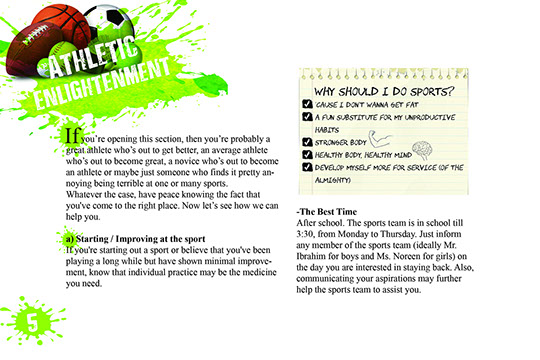 ATHLETIC
ENLIGHTENMENT
If you're opening this section, then you're probably a
great athlete who's out to get better, an average athlete
who's out to become great, a novice who's out to become
an athlete or maybe just someone who finds it pretty an-
noying being terrible at one or many sports.
Whatever the case, have peace knowing the fact that
you've come to the right place. Now let's see how we can
help you.
a) Starting / Improving at the sport
If you're starting out a sport or believe that you've been
playing a long while but have shown minimal improve-
ment, know that individual practice may be the medicine
you need.
5
WHY SHOULD I DO SPORTS?
'CAUSE I DON'T WANNA GET FAT
A FUN SUBSTITUTE FOR MY UNPRODUCTIVE
HABITS
STRONGER BODY
HEALTHY BODY, HEALTHY MIND
DEVELOP MYSELF MORE FOR SERVICE (OF THE
ALMIGHTY)
-The Best Time
After school. The sports team is in school till
3:30, from Monday to Thursday. Just inform
any member of the sports team (ideally Mr.
Ibrahim for boys and Ms. Noreen for girls) on
the day you are interested in staying back. Also,
communicating your aspirations may further
help the sports team to assist you.